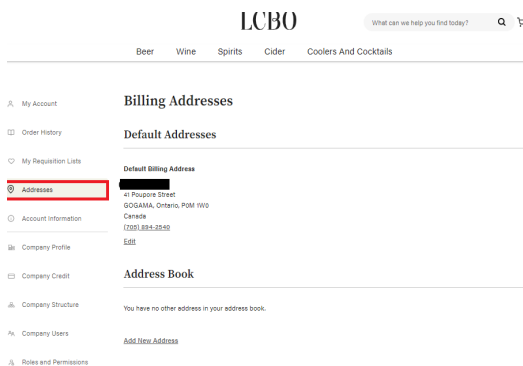 LCBO
What can we help you find today?
Beer Wine Spirits Cider Coolers And Cocktails
My Account
Order History
My Requisition Lists
Addresses
Account Information
Company Profile
Company Credit
Company Structure
Company Users
Roles and Permissions
Billing Addresses
Default Addresses
Default Billing Address
41 Poupore Street
GOGAMA, Ontario, P0M 1W0
Canada
(705) 894-2540
Edit
Address Book
You have no other address in your address book.
Add New Address